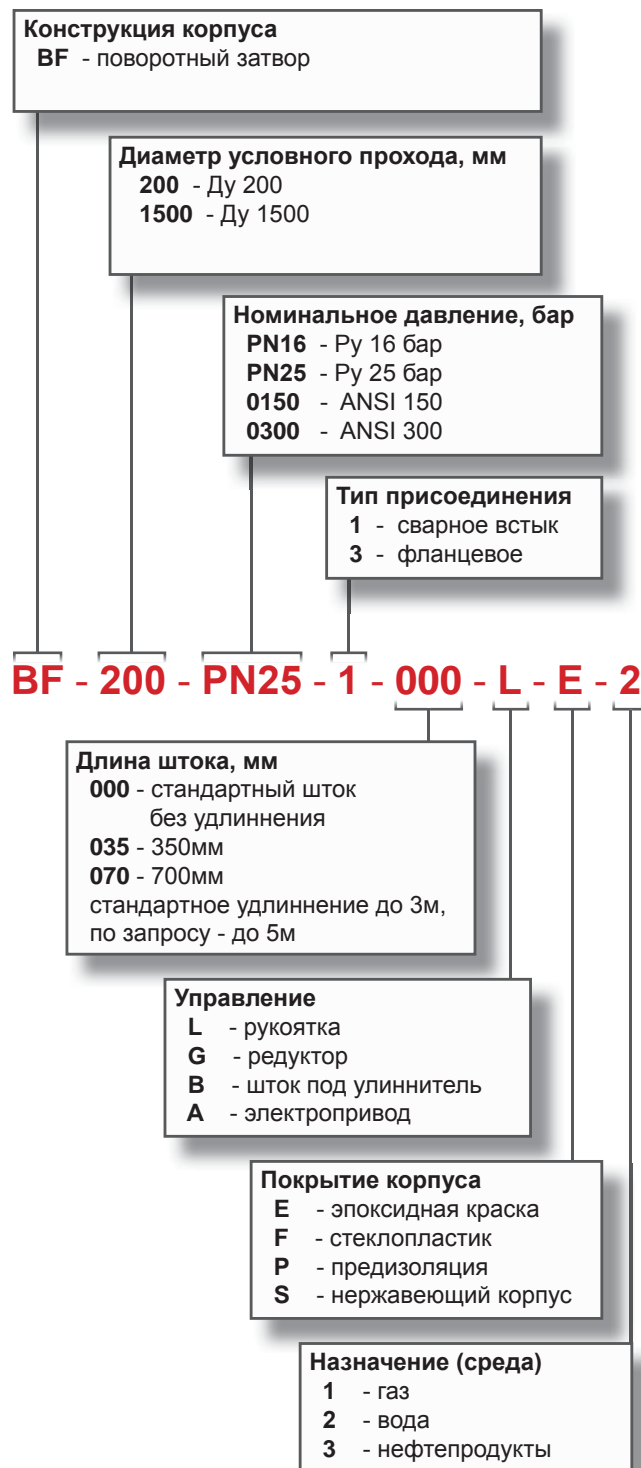 Конструкция корпуса
BF - поворотный затвор
Диаметр условного прохода, мм
200 - Ду 200
1500 - Ду 1500
Номинальное давление, бар
PN16 - Ру 16 бар
PN25 - Ру 25 бар
0150 - ANSI 150
0300 - ANSI 300
Тип присоединения
1 - сварное встык
3 - фланцевое
BF - 200 - PN25 - 1 - 000 - L - E - 2
Длина штока, мм
000 - стандартный шток
без удлиннения
035 - 350мм
070 - 700мм
стандартное удлиннение до 3м,
по запросу - до 5м
Управление
L - рукоятка
G - редуктор
B - шток под улиннитель
A - электропривод
Покрытие корпуса
E - эпоксидная краска
F - стеклопластик
P - предизоляция
S - нержавеющий корпус
Назначение (среда)
1 - газ
2 - вода
3 - нефтепродукты